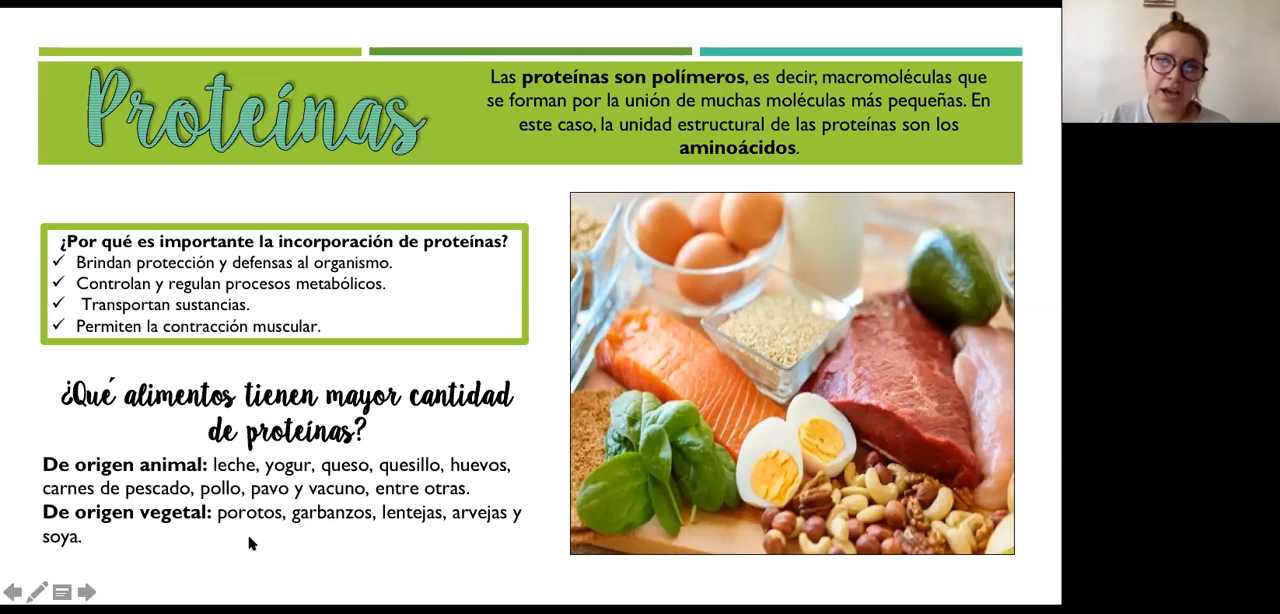 Proteínas
Las proteínas son polímeros, es decir, macromoléculas que
se forman por la unión de muchas moléculas más pequeñas. En
este caso, la unidad estructural de las proteínas son los
aminoácidos.
¿Por qué es importante la incorporación de proteínas?
✓ Brindan protección y defensas al organismo.
✓ Controlan y regulan procesos metabólicos.
✓ Transportan sustancias.
✓ Permiten la contracción muscular.
¿Qué alimentos tienen mayor cantidad
de proteínas?
De origen animal: leche, yogur, queso, quesillo, huevos,
carnes de pescado, pollo, pavo y vacuno, entre otras.
De origen vegetal: porotos, garbanzos, lentejas, arvejas y
soya.